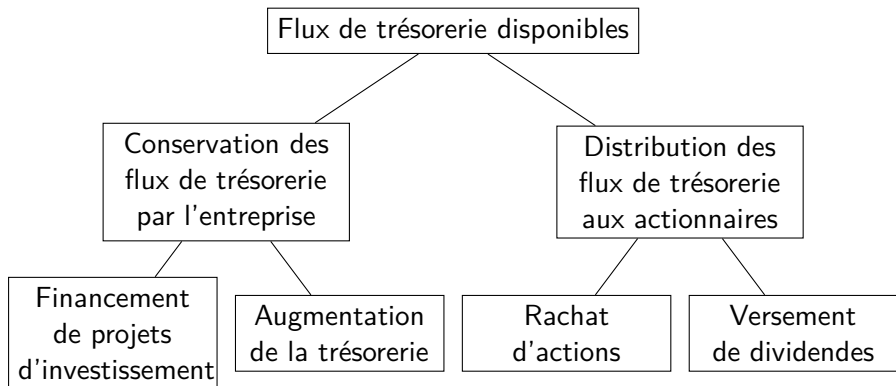 Flux de trésorerie disponibles
Conservation des
flux de trésorerie
par l'entreprise
Distribution des
flux de trésorerie
aux actionnaires
Financement
de projets
d'investissement
Augmentation
de la trésorerie
Rachat
d'actions
Versement
de dividendes